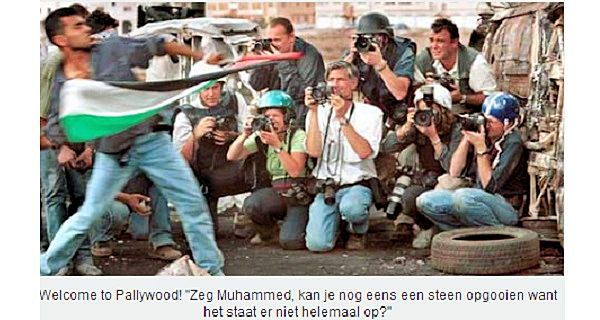 Welcome to Pallywood! "Zeg Muhammed, kan je nog eens een steen opgooien want
het staat er niet helemaal op?"